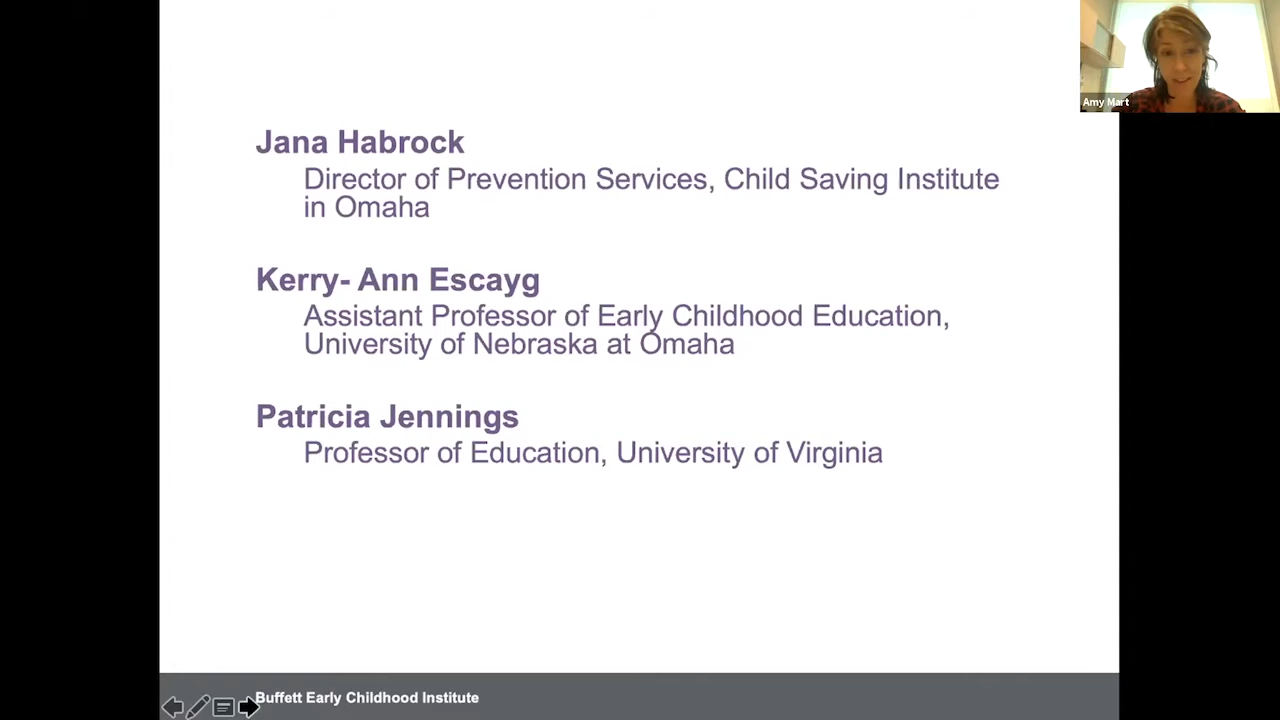 Jana Habrock
Director of Prevention Services, Child Saving Institute
in Omaha
Kerry- Ann Escayg
Assistant Professor of Early Childhood Education,
University of Nebraska at Omaha
Patricia Jennings
Professor of Education, University of Virginia
Buffett Early Childhood Institute
Amy Mart